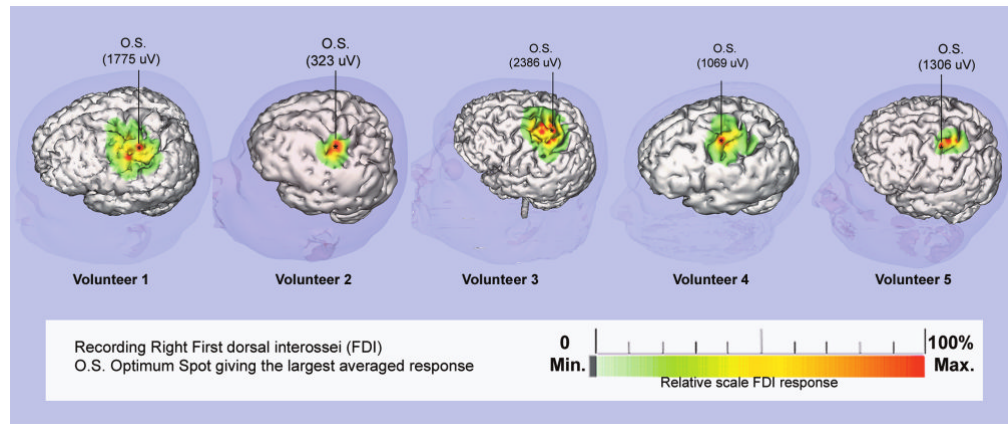 O.S.
(1775 uV)
O.S.
(323 uV)
O.S.
(2386 uV)
O.S.
(1069 uV)
O.S.
(1306 uV)
Volunteer 1
Volunteer 2
Volunteer 3
Volunteer 4
Volunteer 5
Recording Right First dorsal interossei (FDI)
O.S. Optimum Spot giving the largest averaged response
0
100%
Min.
Max.
Relative scale FDI response